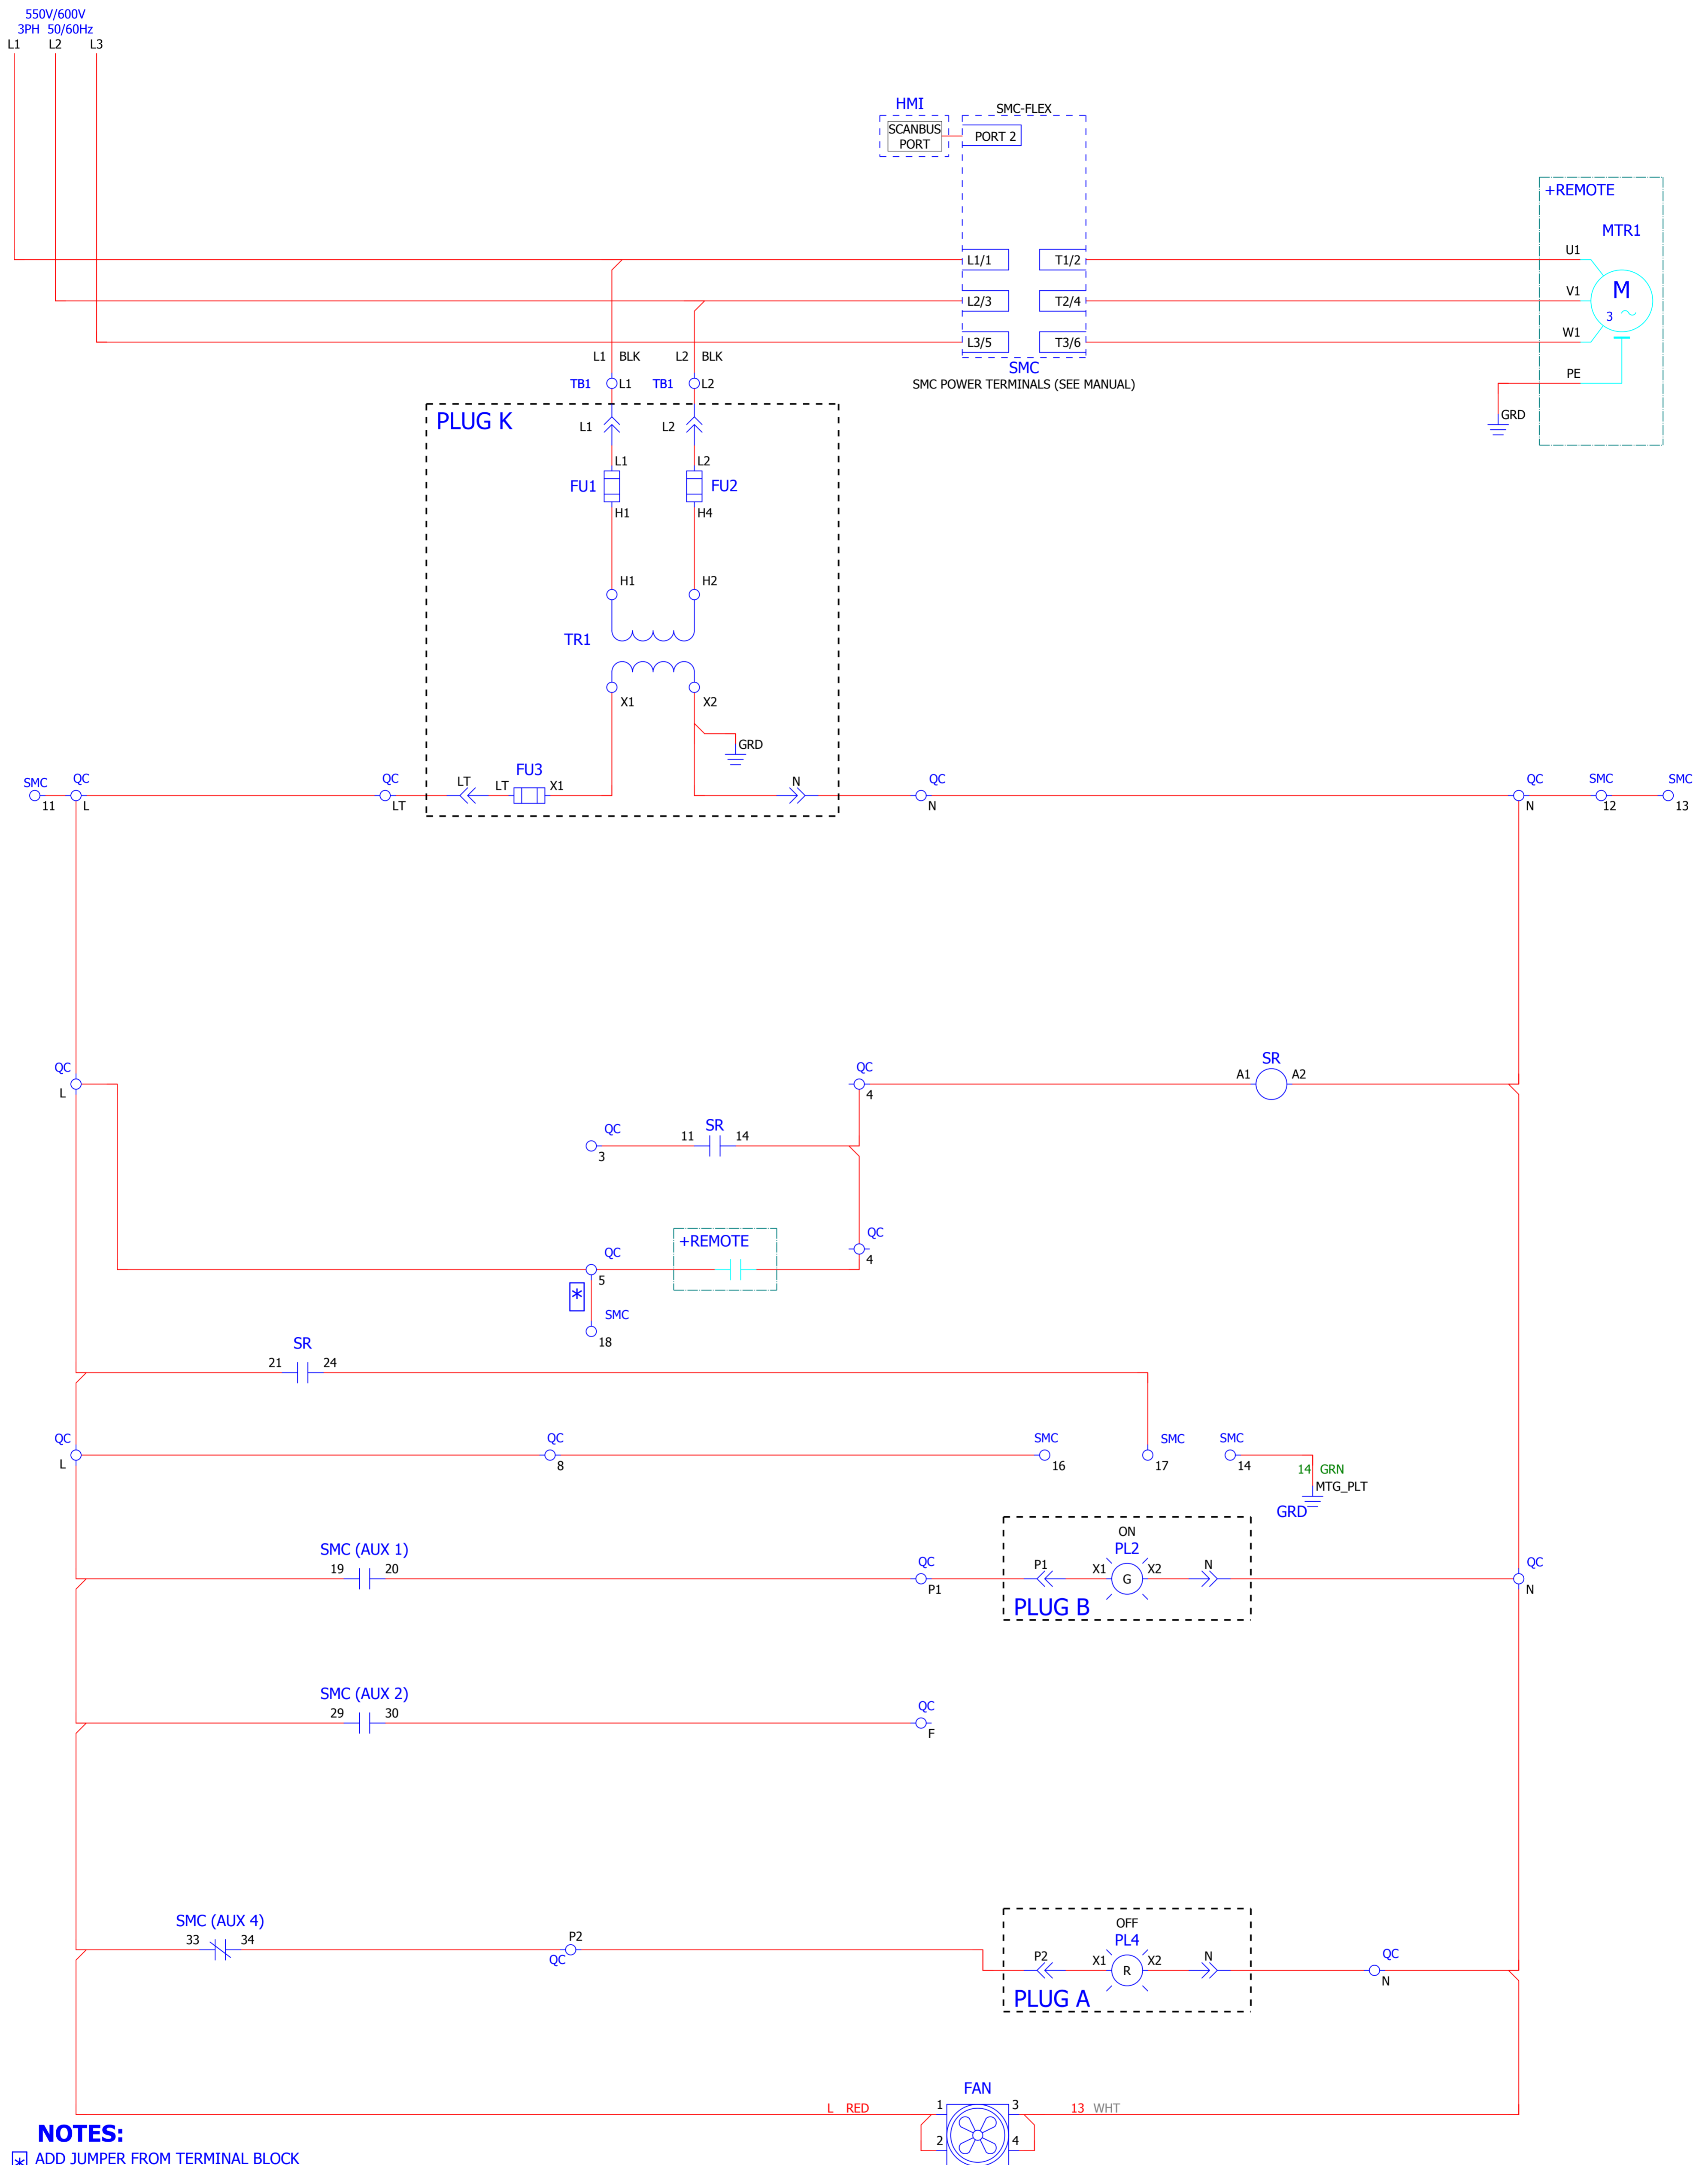 550V/600V
3PH 50/60Hz
L1 L2 L3
HMI
SMC-FLEX
SCANBUS
PORT
PORT 2
+REMOTE
MTR1
L1/1 T1/2 U1
L2/3 T2/4 V1
M
3
L3/5 T3/6 W1
L1 BLK L2 BLK
SMC
SMC POWER TERMINALS (SEE MANUAL)
PE
GRD
TB1 L1 TB1 L2
PLUG K
L1 L2
L1 L2
FU1 FU2
H1 H4
H1 H2
TR1
X1 X2
GRD
SMC QC QC LT LT FU3 X1 N QC QC SMC SMC
11 L LT N N 12 13
QC QC SR
L 4 A1 A2
QC 11 SR 14
3
+REMOTE QC
QC 4
5
*
SMC
18
SR
21 24
QC QC SMC SMC SMC
L 8 16 17 14
14 GRN
MTG_PLT
GRD
ON
SMC (AUX 1) PL2
19 20 QC P1 X1 G X2 N QC
P1 N
PLUG B
SMC (AUX 2)
29 30 QC
F
SMC (AUX 4) OFF
33 34 P2 PL4
QC P2 X1 R X2 N QC
N
PLUG A
FAN
L RED 1 3 13 WHT
2 4
NOTES:
* ADD JUMPER FROM TERMINAL BLOCK